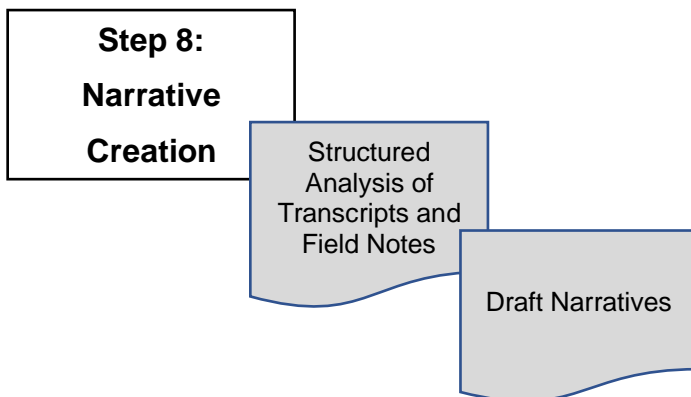 Step 8:
Narrative
Creation
Structured
Analysis of
Transcripts and
Field Notes
Draft Narratives